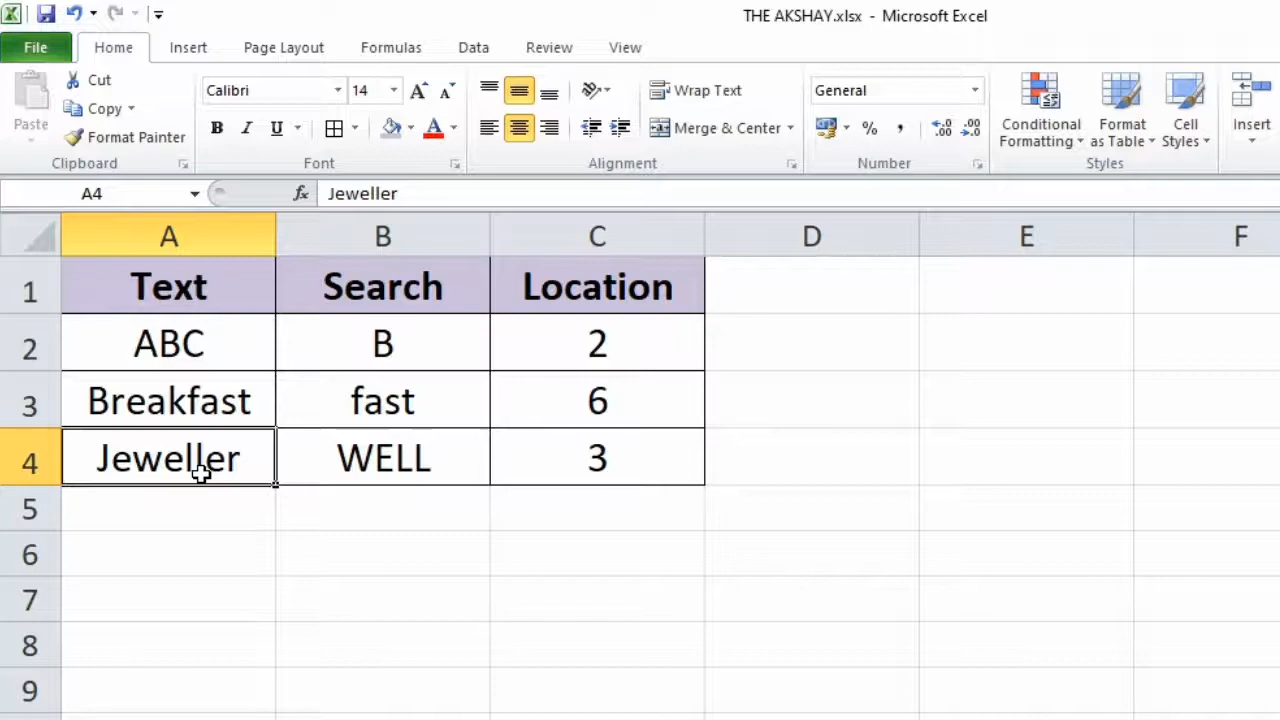 THE AKSHAY.xlsx - Microsoft Excel
File Home Insert Page Layout Formulas Data Review View
Paste
Cut
Copy
Format Painter
Clipboard
Calibri 14 A A
B I U A
Font
Wrap Text
Merge & Center
Alignment
General
% , .00 .0
Number
Conditional Formatting
Format as Table
Cell Styles
Styles
Insert
A4 fx Jeweller
A B C D E F
1 Text Search Location
2 ABC B 2
3 Breakfast fast 6
4 Jeweller WELL 3
5
6
7
8
9